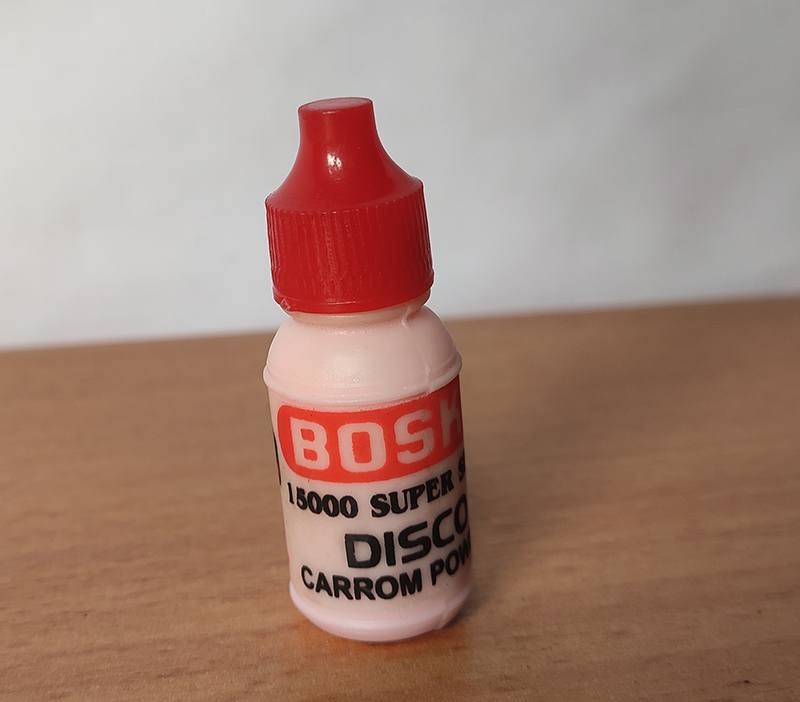 BOSK
15000 SUPER S
DISCO
CARROM POW